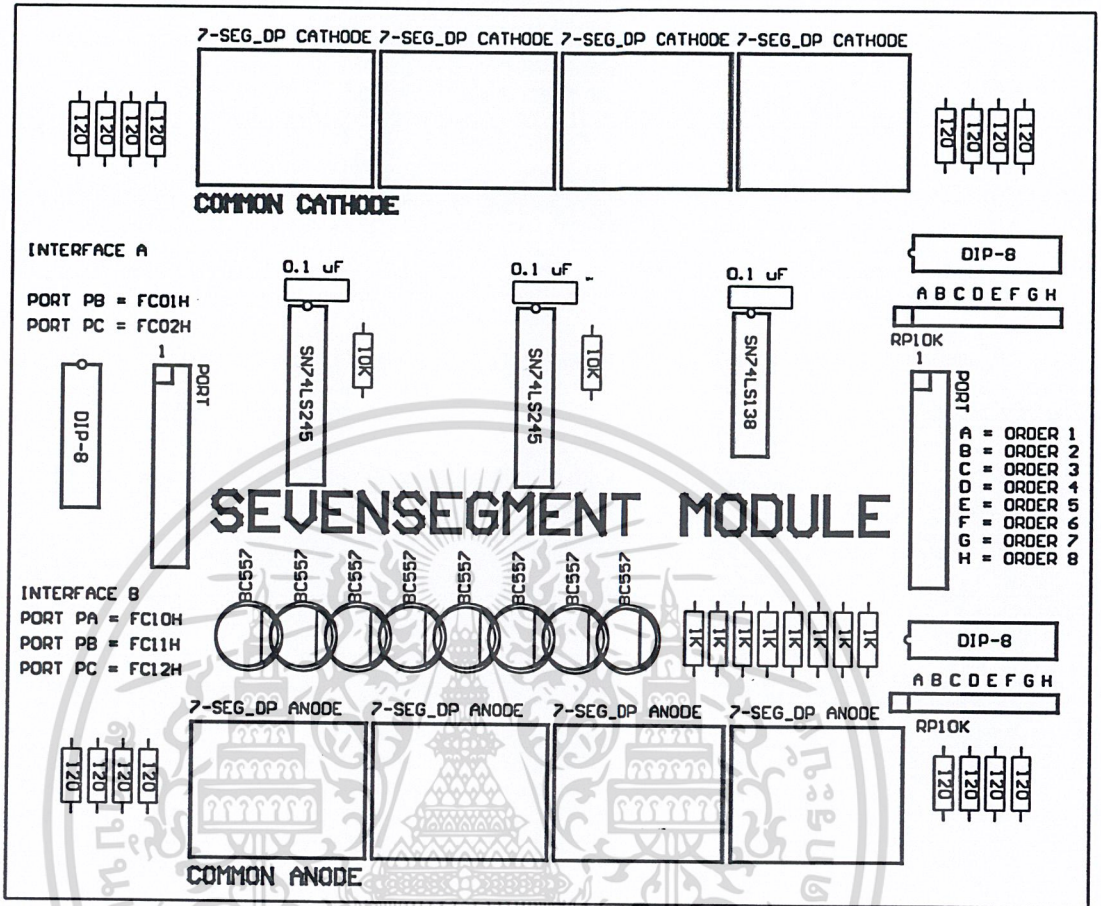 7-SEG_DP CATHODE 7-SEG_DP CATHODE 7-SEG_DP CATHODE 7-SEG_DP CATHODE
120 120 120 120
120 120 120 120
COMMON CATHODE
INTERFACE A
PORT PB = FC01H
PORT PC = FC02H
0.1 uF
0.1 uF
0.1 uF
SN74LS245
10K
SN74LS245
10K
SN74LS138
DIP-8
A B C D E F G H
RP10K
DIP-8
1
PORT
1
PORT
A = ORDER 1
B = ORDER 2
C = ORDER 3
D = ORDER 4
E = ORDER 5
F = ORDER 6
G = ORDER 7
H = ORDER 8
SEVENSEGMENT MODULE
INTERFACE B
PORT PA = FC10H
PORT PB = FC11H
PORT PC = FC12H
BC557 BC557 BC557 BC557 BC557 BC557 BC557 BC557
1K 1K 1K 1K 1K 1K 1K 1K
DIP-8
A B C D E F G H
RP10K
7-SEG_DP ANODE 7-SEG_DP ANODE 7-SEG_DP ANODE 7-SEG_DP ANODE
120 120 120 120
120 120 120 120
COMMON ANODE